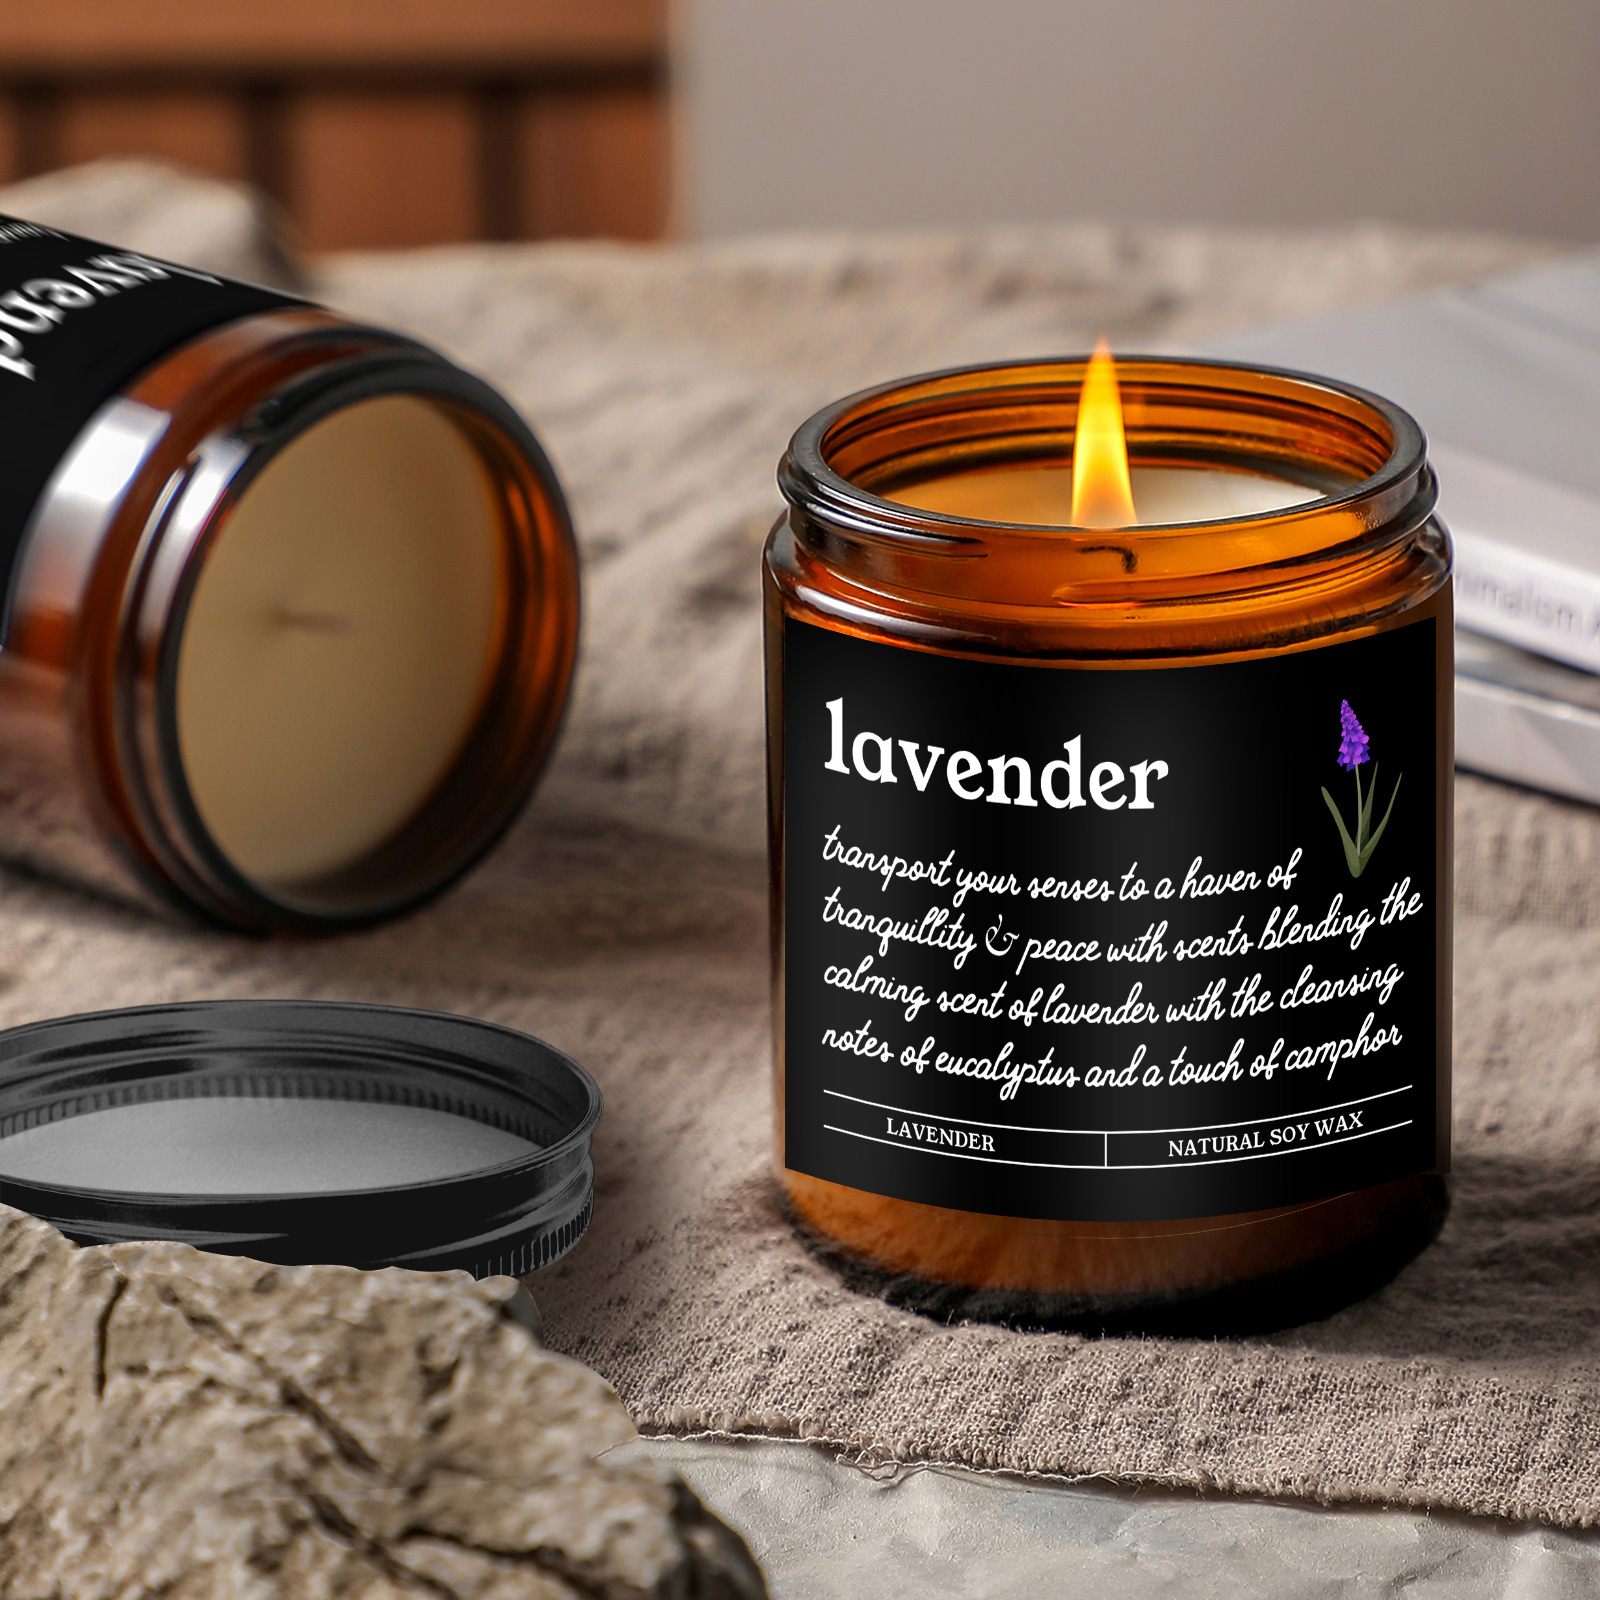 lavender
transport your senses to a haven of
tranquillity & peace with scents blending the
calming scent of lavender with the cleansing
notes of eucalyptus and a touch of camphor
LAVENDER
NATURAL SOY WAX